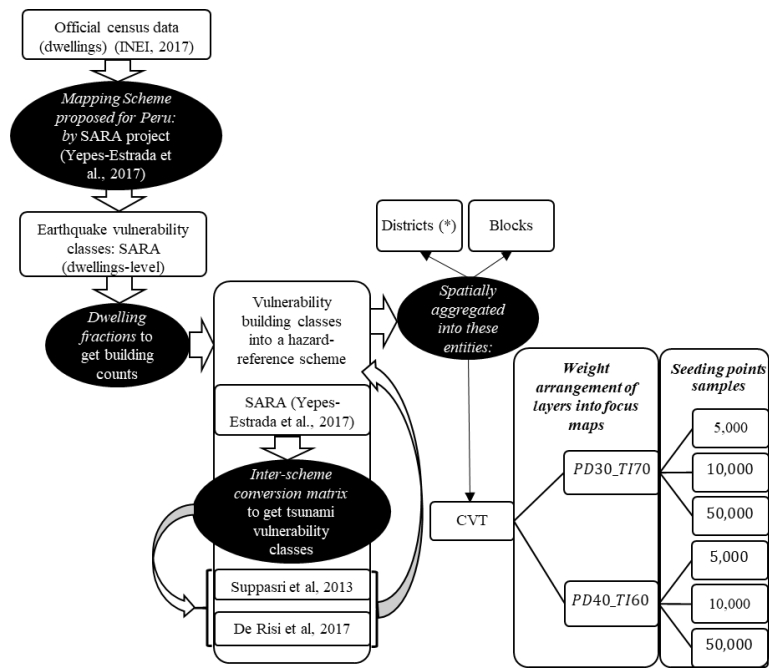 Official census data
(dwellings) (INEI, 2017)
Mapping Scheme
proposed for Peru:
by SARA project
(Yepes-Estrada et
al., 2017)
Earthquake vulnerability
classes: SARA
(dwellings-level)
Dwelling
fractions to
get building
counts
Vulnerability
building classes
into a hazard-
reference scheme
SARA (Yepes-
Estrada et al., 2017)
Inter-scheme
conversion matrix
to get tsunami
vulnerability
classes
Suppasri et al, 2013
De Risi et al, 2017
Districts (*)
Blocks
Spatially
aggregated
into these
entities:
CVT
Weight
arrangement of
layers into focus
maps
PD30_TI70
PD40_TI60
Seeding points
samples
5,000
10,000
50,000
5,000
10,000
50,000